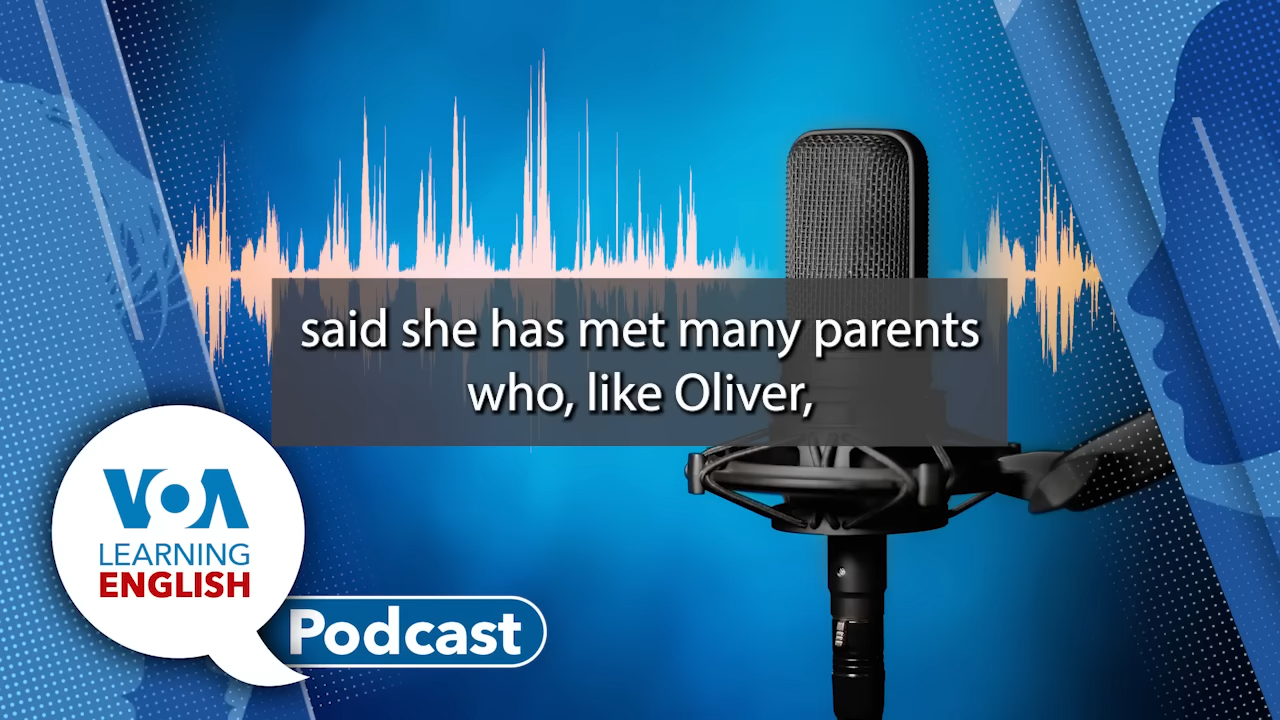 said she has met many parents
who, like Oliver,
VOA
LEARNING
ENGLISH
Podcast